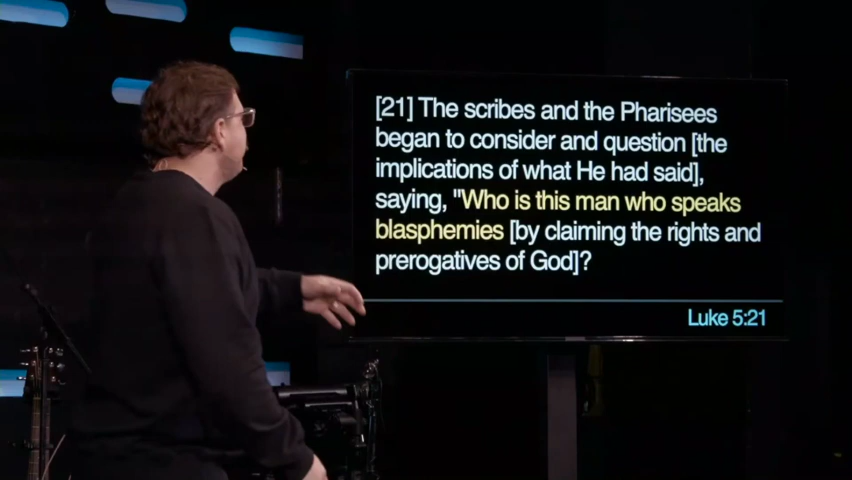 [21] The scribes and the Pharisees
began to consider and question [the
implications of what He had said],
saying, "Who is this man who speaks
blasphemies [by claiming the rights and
prerogatives of God]?
Luke 5:21